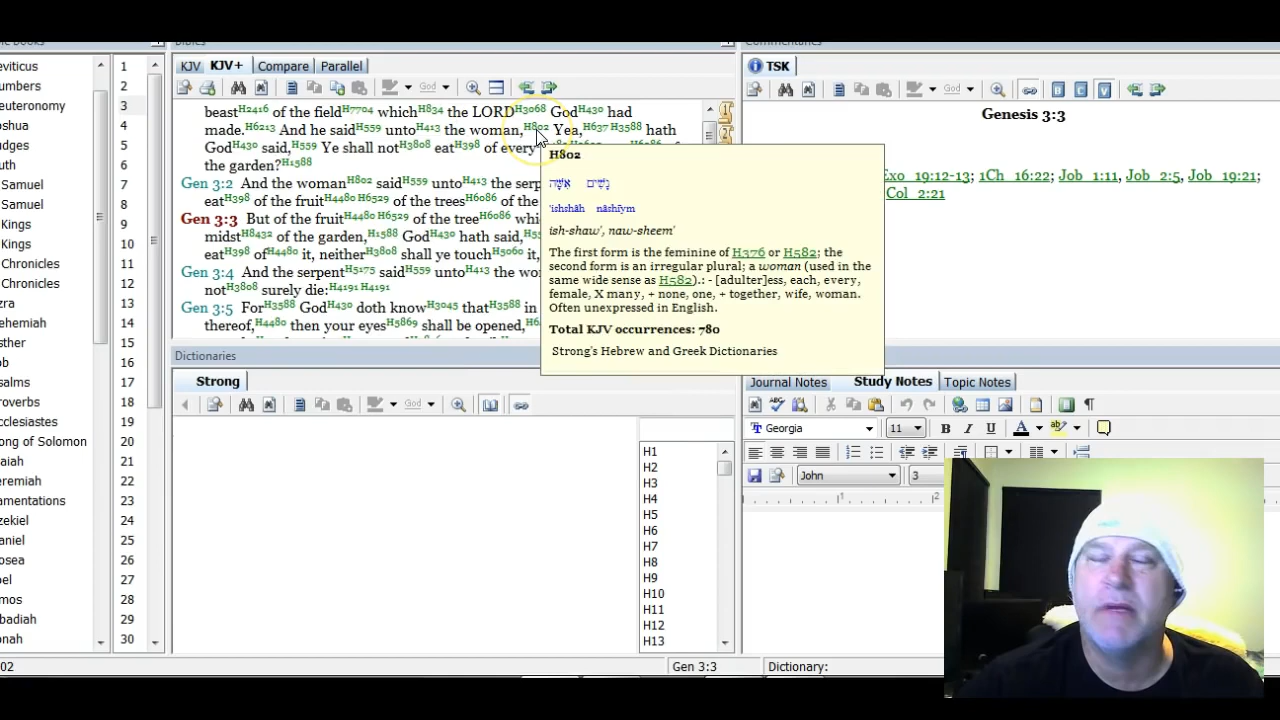 Bibles
Commentaries
eviticus
umbers
euteronomy
oshua
udges
Samuel
Samuel
Kings
Kings
Chronicles
Chronicles
zra
ehemiah
sther
ob
salms
roverbs
cclesiastes
ong of Solomon
aiah
eremiah
amentations
zekiel
aniel
osea
oel
mos
badiah
onah
02
1
2
3
4
5
6
7
8
9
10
11
12
13
14
15
16
17
18
19
20
21
22
23
24
25
26
27
28
29
30
KJV KJV+ Compare Parallel
God
beast H2416 of the field H7704 which H834 the LORD H3068 God H430 had
made. H6213 And he said H559 unto H413 the woman, H802 Yea, H637 H3588 hath
God H430 said, H559 Ye shall not H3808 eat H398 of every
the garden? H1588
Gen 3:2 And the woman H802 said H559 unto H413 the serp
eat H398 of the fruit H4480 H6529 of the trees H6086 of the
Gen 3:3 But of the fruit H4480 H6529 of the tree H6086 whi
midst H8432 of the garden, H1588 God H430 hath said,
eat H398 of H4480 it, neither H3808 shall ye touch H5060 it,
Gen 3:4 And the serpent H5175 said H559 unto H413 the wo
not H3808 surely die: H4191 H4191
Gen 3:5 For H3588 God H430 doth know H3045 that H3588 in
thereof, H4480 then your eyes H5869 shall be opened,
H802
אִשָּׁה נָשִׁים
'ishshâh nâshı̂ym
ish-shaw', naw-sheem'
The first form is the feminine of H376 or H582; the
second form is an irregular plural; a woman (used in the
same wide sense as H582).: - [adulter]ess, each, every,
female, X many, + none, one, + together, wife, woman.
Often unexpressed in English.
Total KJV occurrences: 780
Strong's Hebrew and Greek Dictionaries
TSK
God
Genesis 3:3
Exo 19:12-13; 1Ch 16:22; Job 1:11, Job 2:5, Job 19:21;
Col 2:21
Dictionaries
Strong
God
H1
H2
H3
H4
H5
H6
H7
H8
H9
H10
H11
H12
H13
Journal Notes Study Notes Topic Notes
Georgia 11 B I U A ab
John 3
1 2
Gen 3:3 Dictionary: